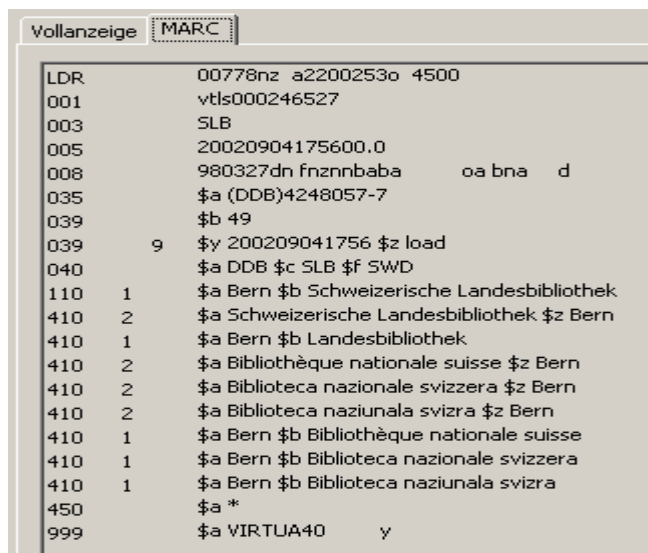 Vollanzeige MARC
LDR 00778nz a2200253o 4500
001 vtls000246527
003 SLB
005 20020904175600.0
008 980327dn fnznnbaba oa bna d
035 $a (DDB)4248057-7
039 $b 49
039 9 $y 200209041756 $z load
040 $a DDB $c SLB $f SWD
110 1 $a Bern $b Schweizerische Landesbibliothek
410 2 $a Schweizerische Landesbibliothek $z Bern
410 1 $a Bern $b Landesbibliothek
410 2 $a Bibliothèque nationale suisse $z Bern
410 2 $a Biblioteca nazionale svizzera $z Bern
410 2 $a Biblioteca naziunala svizra $z Bern
410 1 $a Bern $b Bibliothèque nationale suisse
410 1 $a Bern $b Biblioteca nazionale svizzera
410 1 $a Bern $b Biblioteca naziunala svizra
450 $a *
999 $a VIRTUA40 y